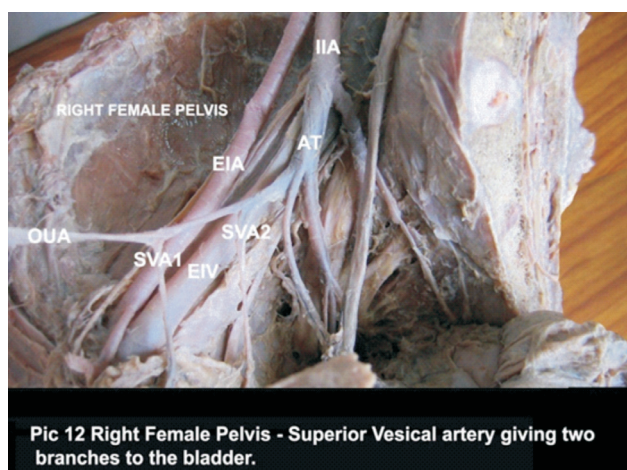 IIA
RIGHT FEMALE PELVIS
AT
EIA
OUA
SVA2
SVA1
EIV
Pic 12 Right Female Pelvis - Superior Vesical artery giving two
branches to the bladder.